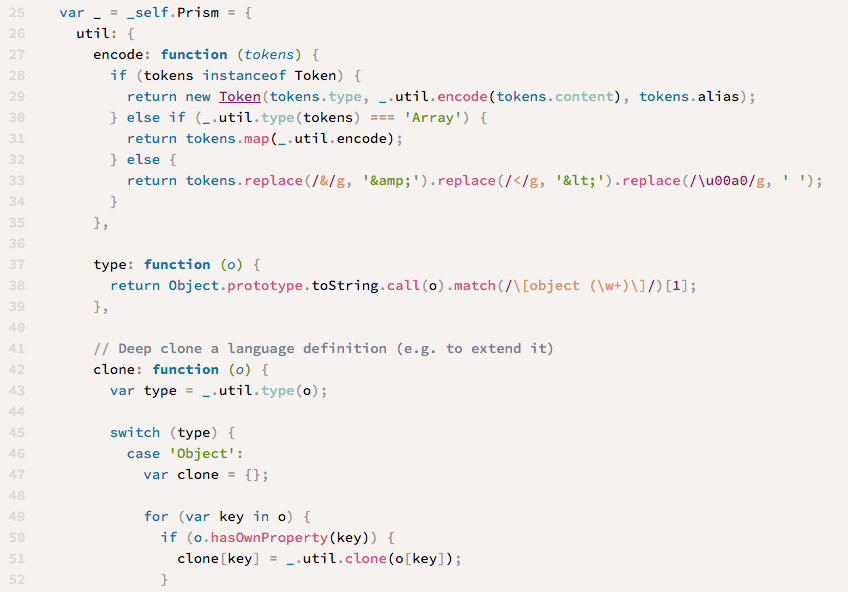 25 var _ = _self.Prism = {
26 util: {
27 encode: function (tokens) {
28 if (tokens instanceof Token) {
29 return new Token(tokens.type, _.util.encode(tokens.content), tokens.alias);
30 } else if (_.util.type(tokens) === 'Array') {
31 return tokens.map(_.util.encode);
32 } else {
33 return tokens.replace(/&/g, '&amp;').replace(/</g, '&lt;').replace(/\u00a0/g, ' ');
34 }
35 },
36
37 type: function (o) {
38 return Object.prototype.toString.call(o).match(/\[object (\w+)\]/)[1];
39 },
40
41 // Deep clone a language definition (e.g. to extend it)
42 clone: function (o) {
43 var type = _.util.type(o);
44
45 switch (type) {
46 case 'Object':
47 var clone = {};
48
49 for (var key in o) {
50 if (o.hasOwnProperty(key)) {
51 clone[key] = _.util.clone(o[key]);
52 }